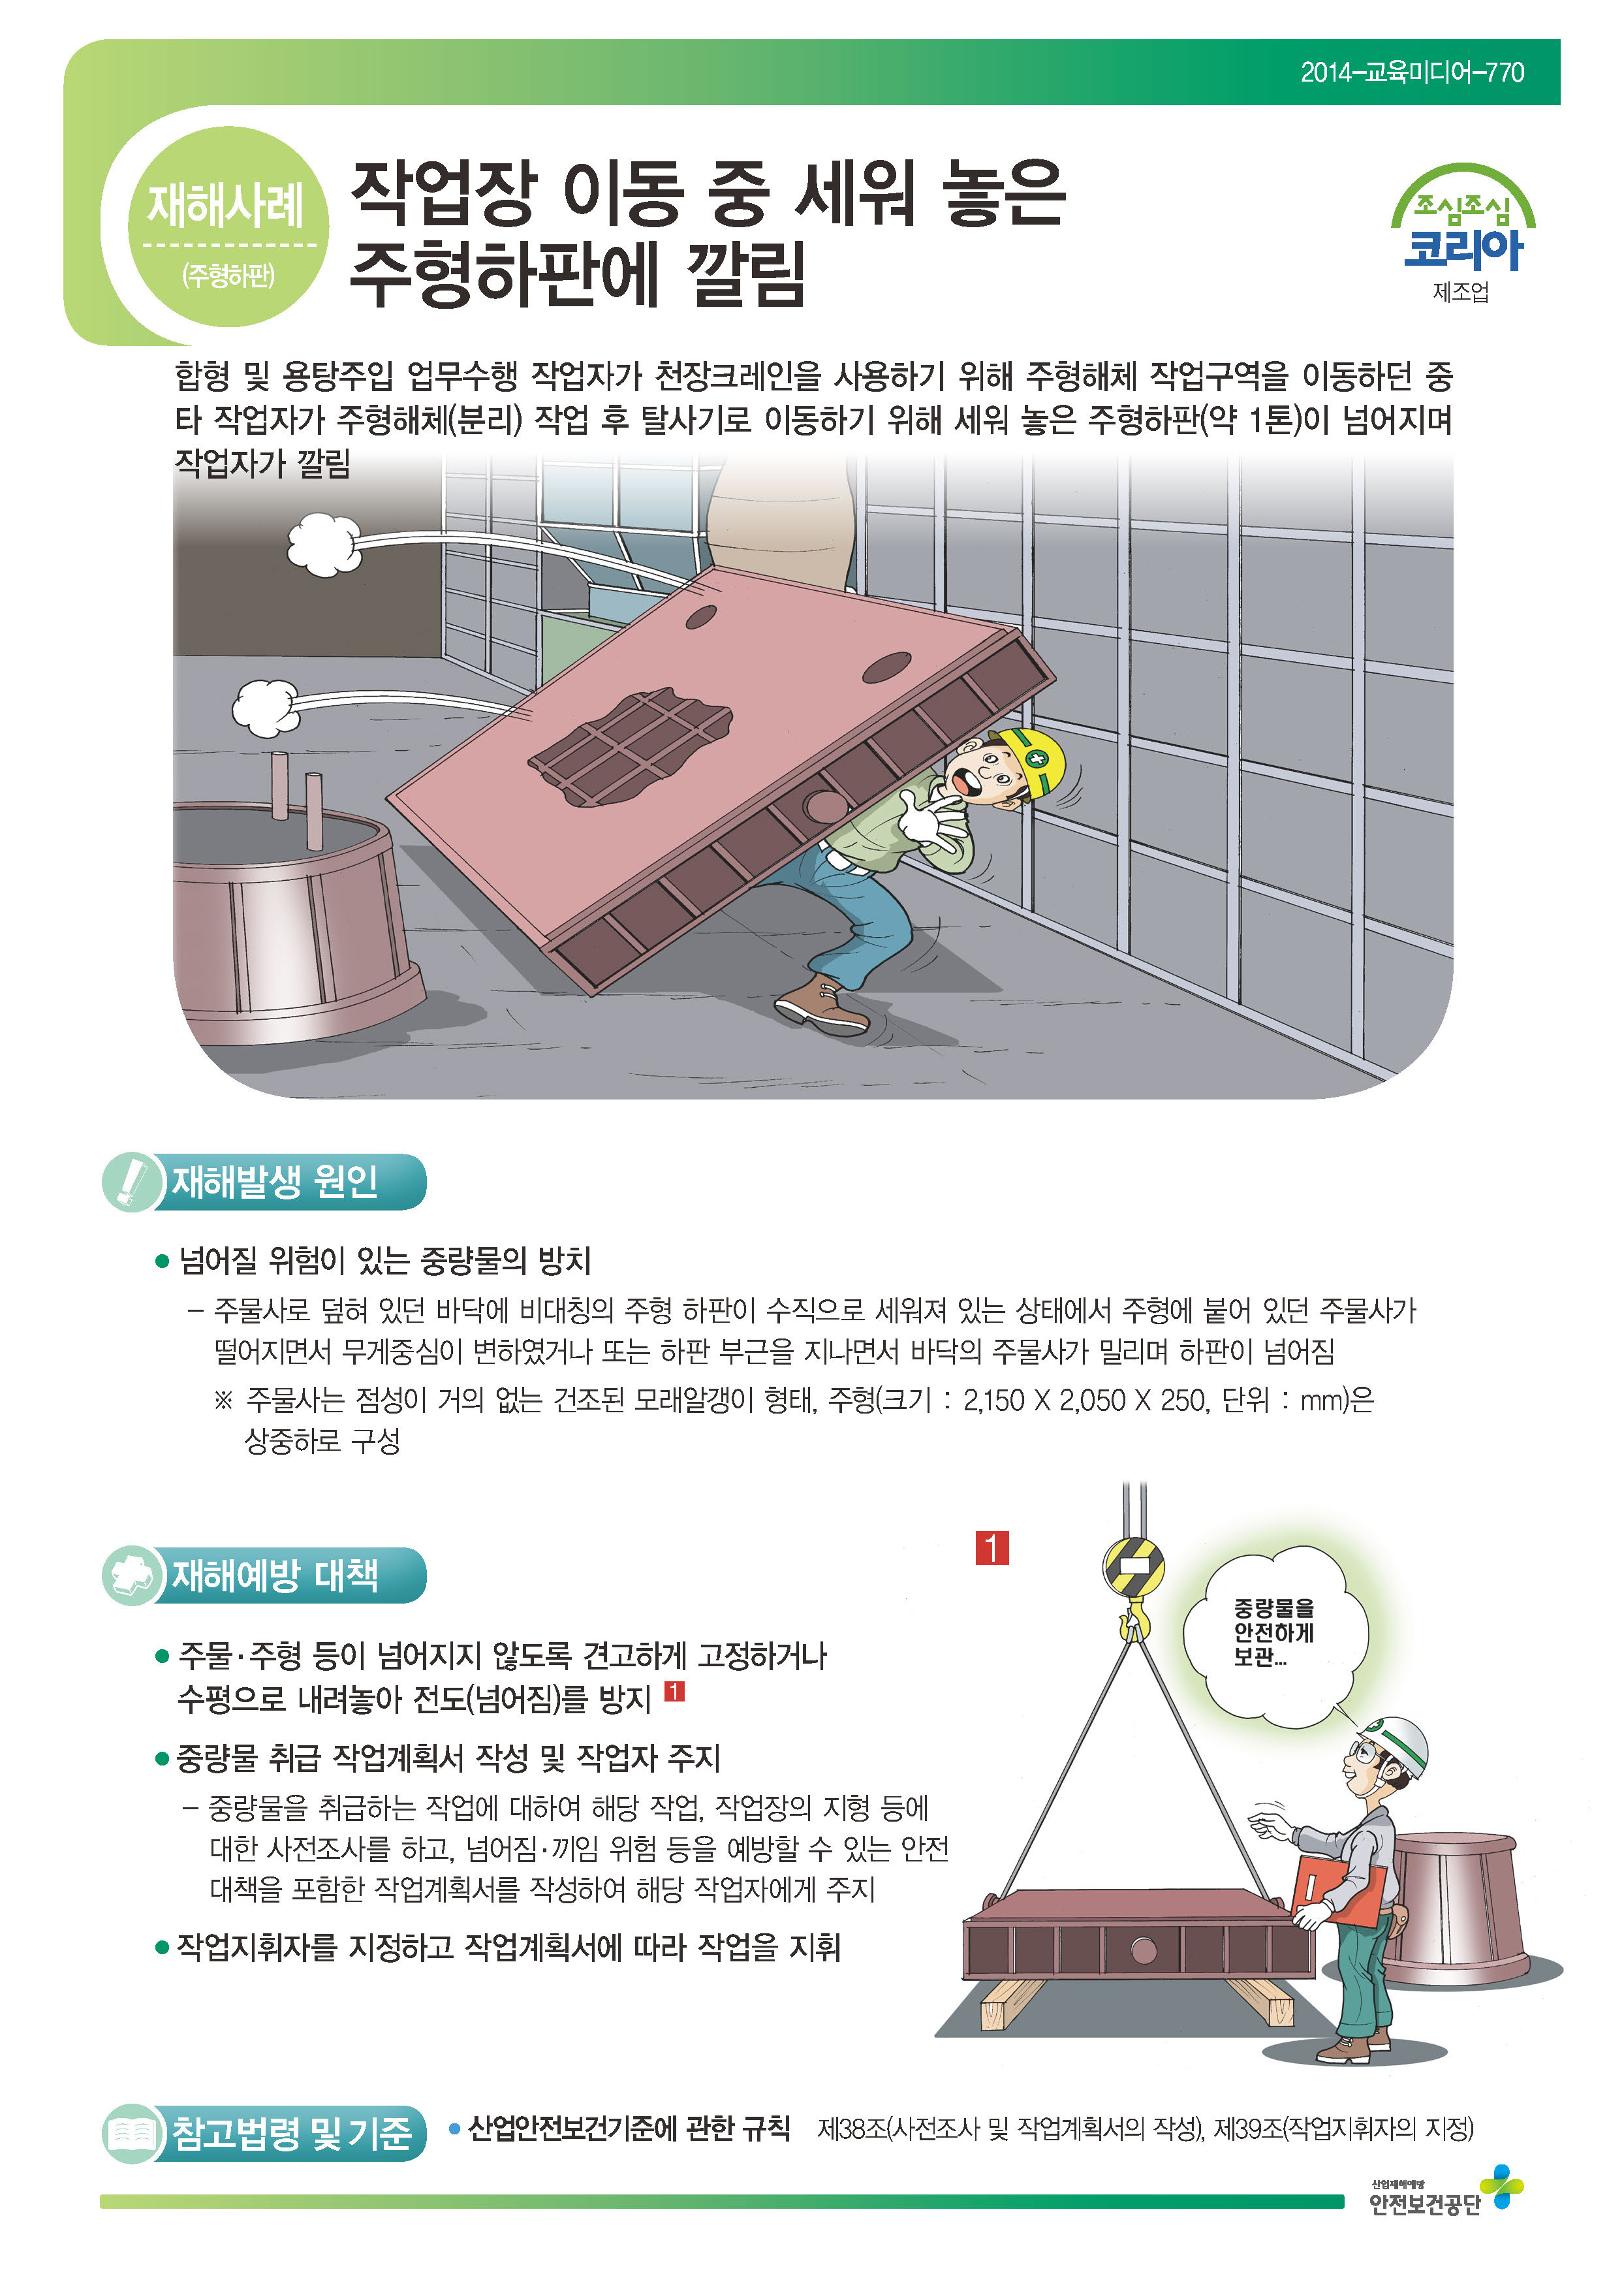 2014-교육미디어-770
재해사례
(주형하판)
작업장 이동 중 세워 놓은
주형하판에 깔림
조심조심
코리아
제조업
합형 및 용탕주입 업무수행 작업자가 천장크레인을 사용하기 위해 주형해체 작업구역을 이동하던 중
타 작업자가 주형해체(분리) 작업 후 탈사기로 이동하기 위해 세워 놓은 주형하판(약 1톤)이 넘어지며
작업자가 깔림
재해발생 원인
● 넘어질 위험이 있는 중량물의 방치
- 주물사로 덮혀 있던 바닥에 비대칭의 주형 하판이 수직으로 세워져 있는 상태에서 주형에 붙어 있던 주물사가
떨어지면서 무게중심이 변하였거나 또는 하판 부근을 지나면서 바닥의 주물사가 밀리며 하판이 넘어짐
※ 주물사는 점성이 거의 없는 건조된 모래알갱이 형태, 주형(크기 : 2,150 X 2,050 X 250, 단위 : mm)은
상중하로 구성
재해예방 대책
● 주물·주형 등이 넘어지지 않도록 견고하게 고정하거나
수평으로 내려놓아 전도(넘어짐)를 방지 1
● 중량물 취급 작업계획서 작성 및 작업자 주지
- 중량물을 취급하는 작업에 대하여 해당 작업, 작업장의 지형 등에
대한 사전조사를 하고, 넘어짐·끼임 위험 등을 예방할 수 있는 안전
대책을 포함한 작업계획서를 작성하여 해당 작업자에게 주지
● 작업지휘자를 지정하고 작업계획서에 따라 작업을 지휘
1
중량물을
안전하게
보관...
참고법령 및 기준
● 산업안전보건기준에 관한 규칙 제38조(사전조사 및 작업계획서의 작성), 제39조(작업지휘자의 지정)
산업재해예방
안전보건공단